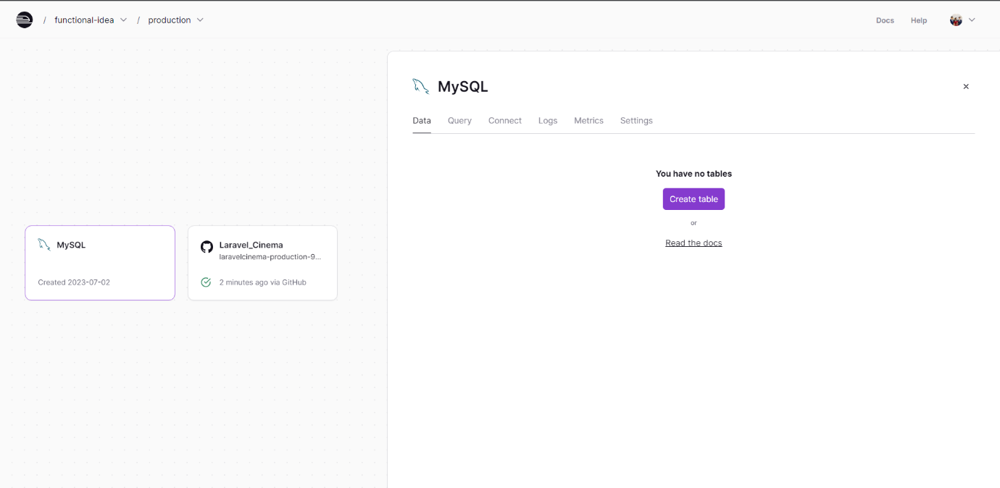 / functional-idea / production
Docs Help
MySQL
Data Query Connect Logs Metrics Settings
You have no tables
Create table
or
Read the docs
MySQL
Created 2023-07-02
Laravel_Cinema
laravelcinema-production-9...
2 minutes ago via GitHub